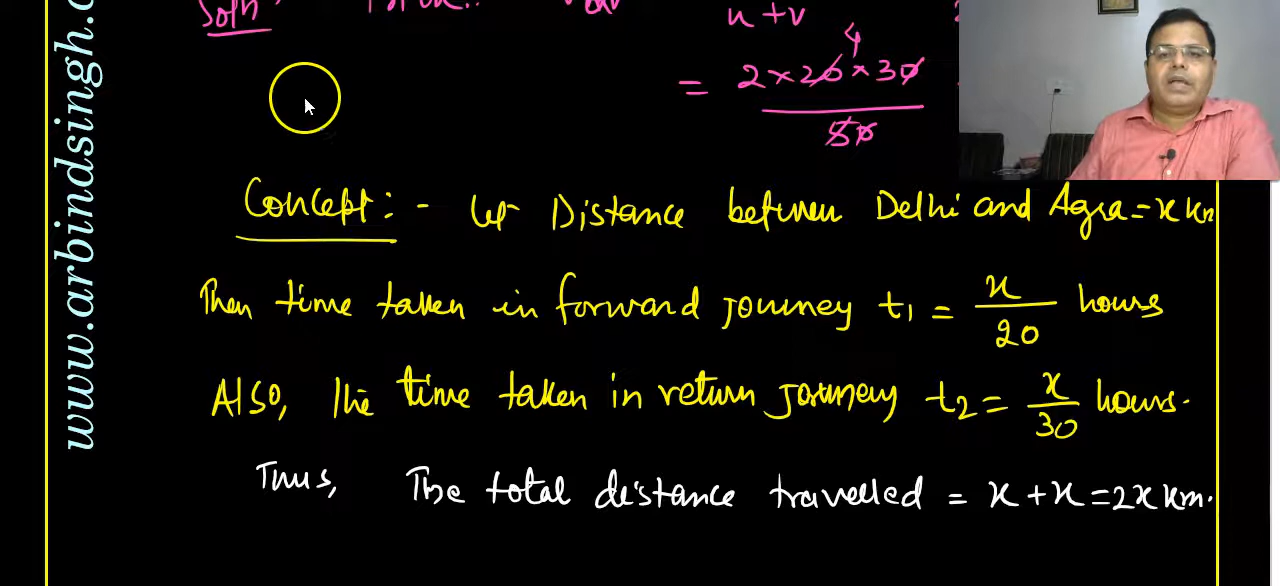 www.arbindsingh.c
Soln
u+v
= 2×20×30 4
50
Concept:- Let Distance between Delhi and Agra=x km
Then time taken in forward journey t1 = x/20 hours
Also, the time taken in return journey t2 = x/30 hours.
Thus, The total distance travelled = x+x=2x km.